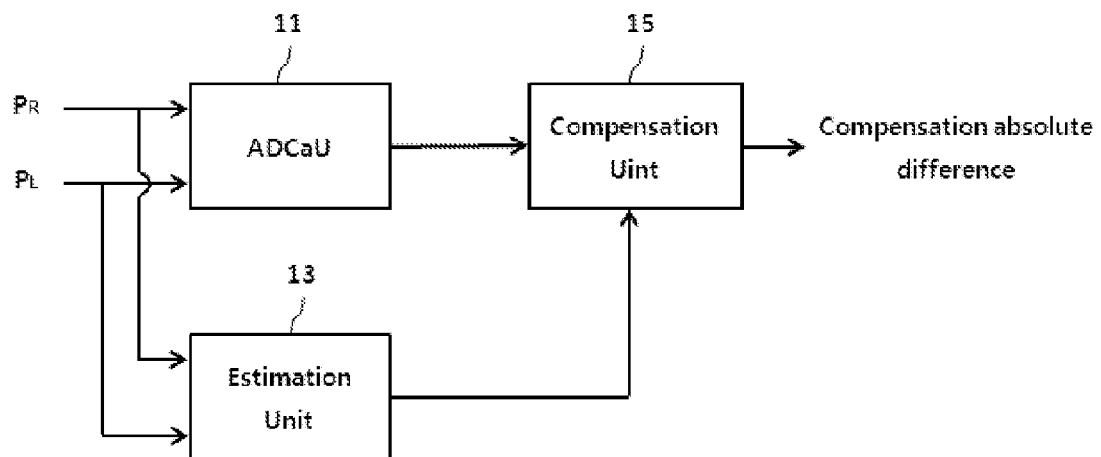 11
15
PR
ADCaU
Compensation
Uint
Compensation absolute
difference
PL
13
Estimation
Unit